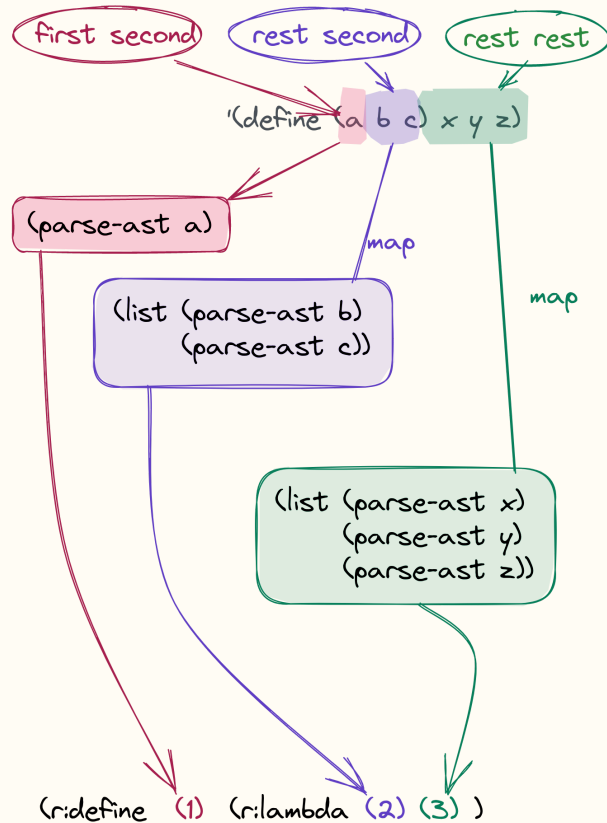 first second
rest second
rest rest
'(define (a b c) x y z)
(parse-ast a)
map
(list (parse-ast b)
(parse-ast c))
map
(list (parse-ast x)
(parse-ast y)
(parse-ast z))
(r:define (1) (r:lambda (2) (3) )